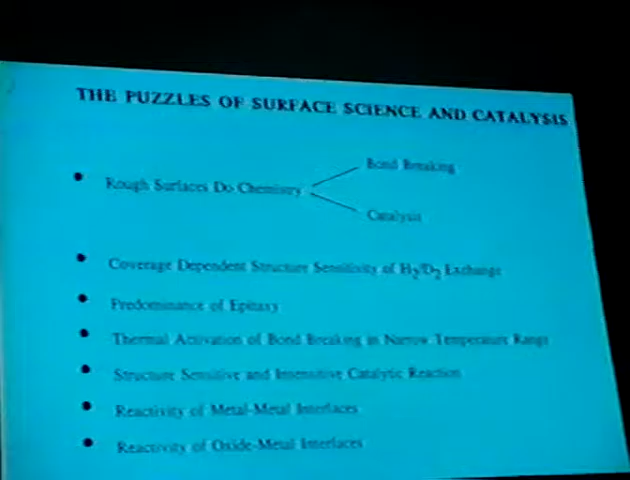 THE PUZZLES OF SURFACE SCIENCE AND CATALYSIS
Bond Breaking
• Rough Surfaces Do Chemistry
Catalysis
• Coverage Dependent Structure Sensitivity of H2/D2 Exchange
• Predominance of Epitaxy
• Thermal Activation of Bond Breaking in Narrow Temperature Range
• Structure Sensitive and Insensitive Catalytic Reaction
• Reactivity of Metal-Metal Interfaces
• Reactivity of Oxide-Metal Interfaces